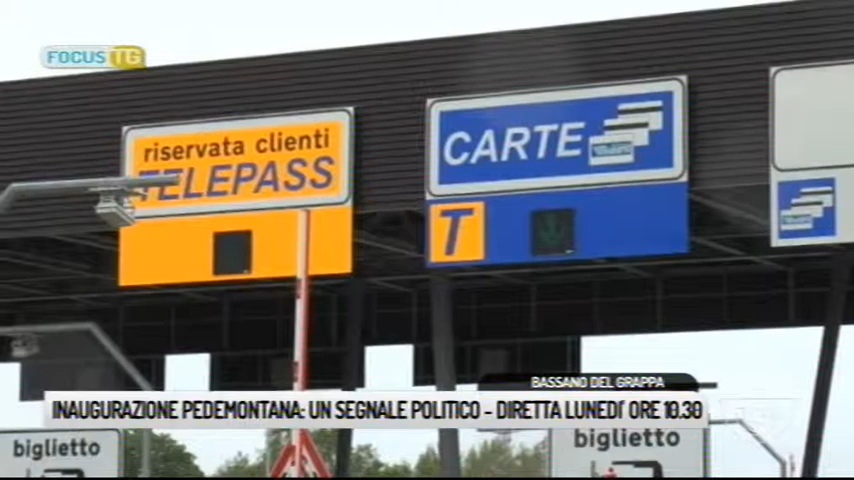 FOCUS TG
riservata clienti
TELEPASS
CARTE
T
BASSANO DEL GRAPPA
INAUGURAZIONE PEDEMONTANA: UN SEGNALE POLITICO - DIRETTA LUNEDI' ORE 10.30
biglietto
biglietto